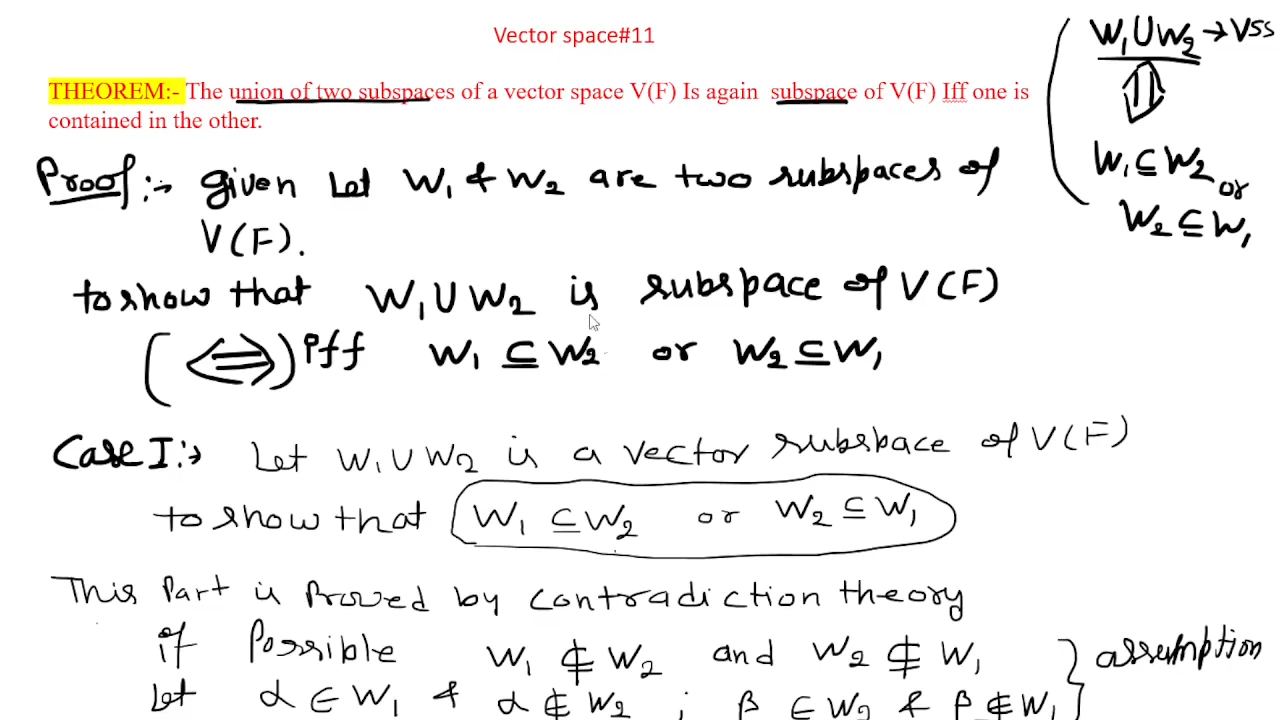 Vector space#11
W₁∪W₂→VSS
⇕
W₁⊆W₂
or
W₂⊆W₁
THEOREM:- The union of two subspaces of a vector space V(F) Is again subspace of V(F) Iff one is
contained in the other.
Proof:→ given Let W₁ & W₂ are two subspaces of
V(F).
to show that W₁∪W₂ is subspace of V(F)
(⇔) iff W₁ ⊆ W₂ or W₂ ⊆ W₁
Case I:→ Let W₁∪W₂ is a vector subspace of V(F)
to show that W₁ ⊆ W₂ or W₂ ⊆ W₁
This Part is Proved by contradiction theory
if Possible W₁ ⊈ W₂ and W₂ ⊈ W₁ } assumption
Let α ∈ W₁ & α ∉ W₂ ; β ∈ W₂ & β ∉ W₁